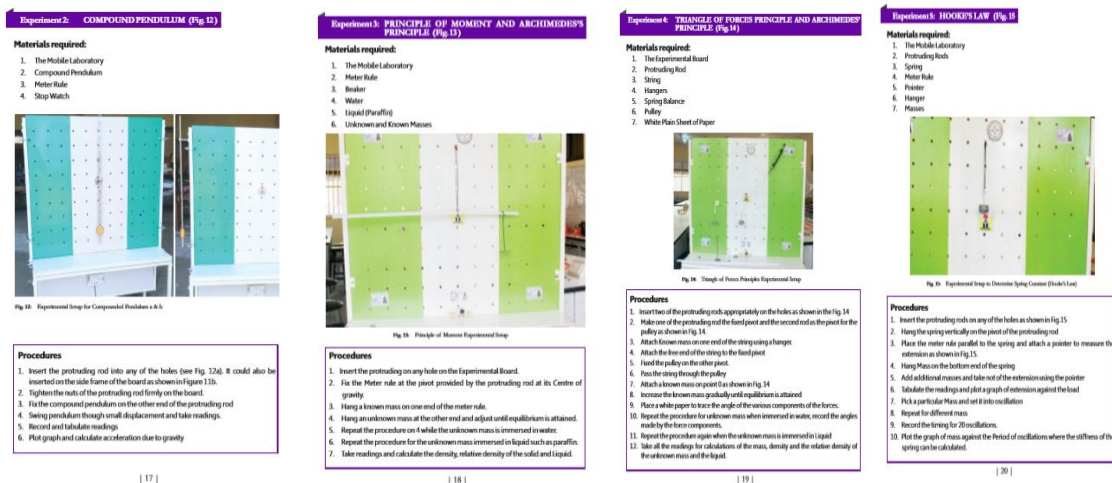 Experiment 2: COMPOUND PENDULUM (Fig. 12)
Materials required:
1. The Mobile Laboratory
2. Compound Pendulum
3. Meter Rule
4. Stop Watch
Fig. 12: Experimental Setup for Compounded Pendulum a & b
Procedures
1. Insert the protruding rod into any of the holes (see Fig. 12a). It could also be
inserted on the side frame of the board as shown in Figure 11b.
2. Tighten the nuts of the protruding rod firmly on the board.
3. Fix the compound pendulum on the other end of the protruding rod
4. Swing pendulum though small displacement and take readings.
5. Record and tabulate readings
6. Plot graph and calculate acceleration due to gravity
| 17 |
Experiment 3: PRINCIPLE OF MOMENT AND ARCHIMEDES'S
PRINCIPLE (Fig. 13)
Materials required:
1. The Mobile Laboratory
2. Meter Rule
3. Beaker
4. Water
5. Liquid (Paraffin)
6. Unknown and Known Masses
Fig. 13: Principle of Moment Experimental Setup
Procedures
1. Insert the protruding on any hole on the Experimental Board.
2. Fix the Meter rule at the pivot provided by the protruding rod at its Centre of
gravity.
3. Hang a known mass on one end of the meter rule.
4. Hang an unknown mass at the other end and adjust until equilibrium is attained.
5. Repeat the procedure on 4 while the unknown mass is immersed in water.
6. Repeat the procedure for the unknown mass immersed in liquid such as paraffin.
7. Take readings and calculate the density, relative density of the solid and Liquid.
| 18 |
Experiment 4: TRIANGLE OF FORCES PRINCIPLE AND ARCHIMEDES'
PRINCIPLE (Fig. 14)
Materials required:
1. The Experimental Board
2. Protruding Rod
3. String
4. Hangers
5. Spring Balance
6. Pulley
7. White Plain Sheet of Paper
Fig. 14: Triangle of Forces Principles Experimental Setup
Procedures
1. Insert two of the protruding rods appropriately on the holes as shown in the Fig. 14
2. Make one of the protruding rod the fixed pivot and the second rod as the pivot for the
pulley as shown in Fig. 14.
3. Attach Known mass on one end of the string using a hanger.
4. Attach the free end of the string to the fixed pivot
5. Fixed the pulley on the other pivot.
6. Pass the string through the pulley
7. Attach a known mass on point 0 as shown in Fig. 14
8. Increase the known mass gradually until equilibrium is attained
9. Place a white paper to trace the angle of the various components of the forces.
10. Repeat the procedure for unknown mass when immersed in water, record the angles
made by the force components.
11. Repeat the procedure again when the unknown mass is immersed in Liquid
12. Take all the readings for calculations of the mass, density and the relative density of
the unknown mass and the liquid.
| 19 |
Experiment 5: HOOKE'S LAW (Fig. 15
Materials required:
1. The Mobile Laboratory
2. Protruding Rods
3. Spring
4. Meter Rule
5. Pointer
6. Hanger
7. Masses
Fig. 15: Experimental Setup to Determine Spring Constant (Hooke's Law)
Procedures
1. Insert the protruding rods on any of the holes as shown in Fig.15
2. Hang the spring vertically on the pivot of the protruding rod
3. Place the meter rule parallel to the spring and attach a pointer to measure the
extension as shown in Fig.15.
4. Hang Mass on the bottom end of the spring
5. Add additional masses and take not of the extension using the pointer
6. Tabulate the readings and plot a graph of extension against the load
7. Pick a particular Mass and set it into oscillation
8. Repeat for different mass
9. Record the timing for 20 oscillations.
10. Plot the graph of mass against the Period of oscillations where the stiffness of the
spring can be calculated.
| 20 |